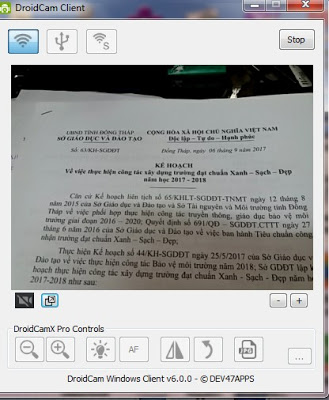 DroidCam Client
S
Stop
UBND TỈNH ĐỒNG THÁP CỘNG HÒA XÃ HỘI CHỦ NGHĨA VIỆT NAM
SỞ GIÁO DỤC VÀ ĐÀO TẠO Độc lập - Tự do - Hạnh phúc
Số: 63/KH-SGDĐT Đồng Tháp, ngày 06 tháng 9 năm 2017
KẾ HOẠCH
Về việc thực hiện công tác xây dựng trường đạt chuẩn Xanh – Sạch – Đẹp
năm học 2017 - 2018
Căn cứ Kế hoạch liên tịch số 65/KHLT-SGDĐT-TNMT ngày 12 tháng 8
năm 2015 của Sở Giáo dục và Đào tạo và Sở Tài nguyên và Môi trường tỉnh Đồng
Tháp về việc phối hợp thực hiện công tác truyền thông, giáo dục bảo vệ môi
trường giai đoạn 2016 – 2020; Quyết định số 691/QĐ – SGDĐT.CTTT ngày 27
tháng 6 năm 2016 của Sở Giáo dục và Đào tạo về việc ban hành Tiêu chuẩn công
nhận trường đạt chuẩn Xanh – Sạch – Đẹp;
Thực hiện Kế hoạch số 44/KH-SGDĐT ngày 25/5/2017 của Sở Giáo dục v
Đào tạo về việc thực hiện công tác Bảo vệ môi trường năm 2018; Sở GDĐT lập
hoạch thực hiện công tác xây dựng trường đạt chuẩn Xanh - Sạch - Đẹp năm h
2017-2018 như sau:
- +
DroidCamX Pro Controls
AF JPG ...
DroidCam Windows Client v6.0.0 - © DEV47APPS